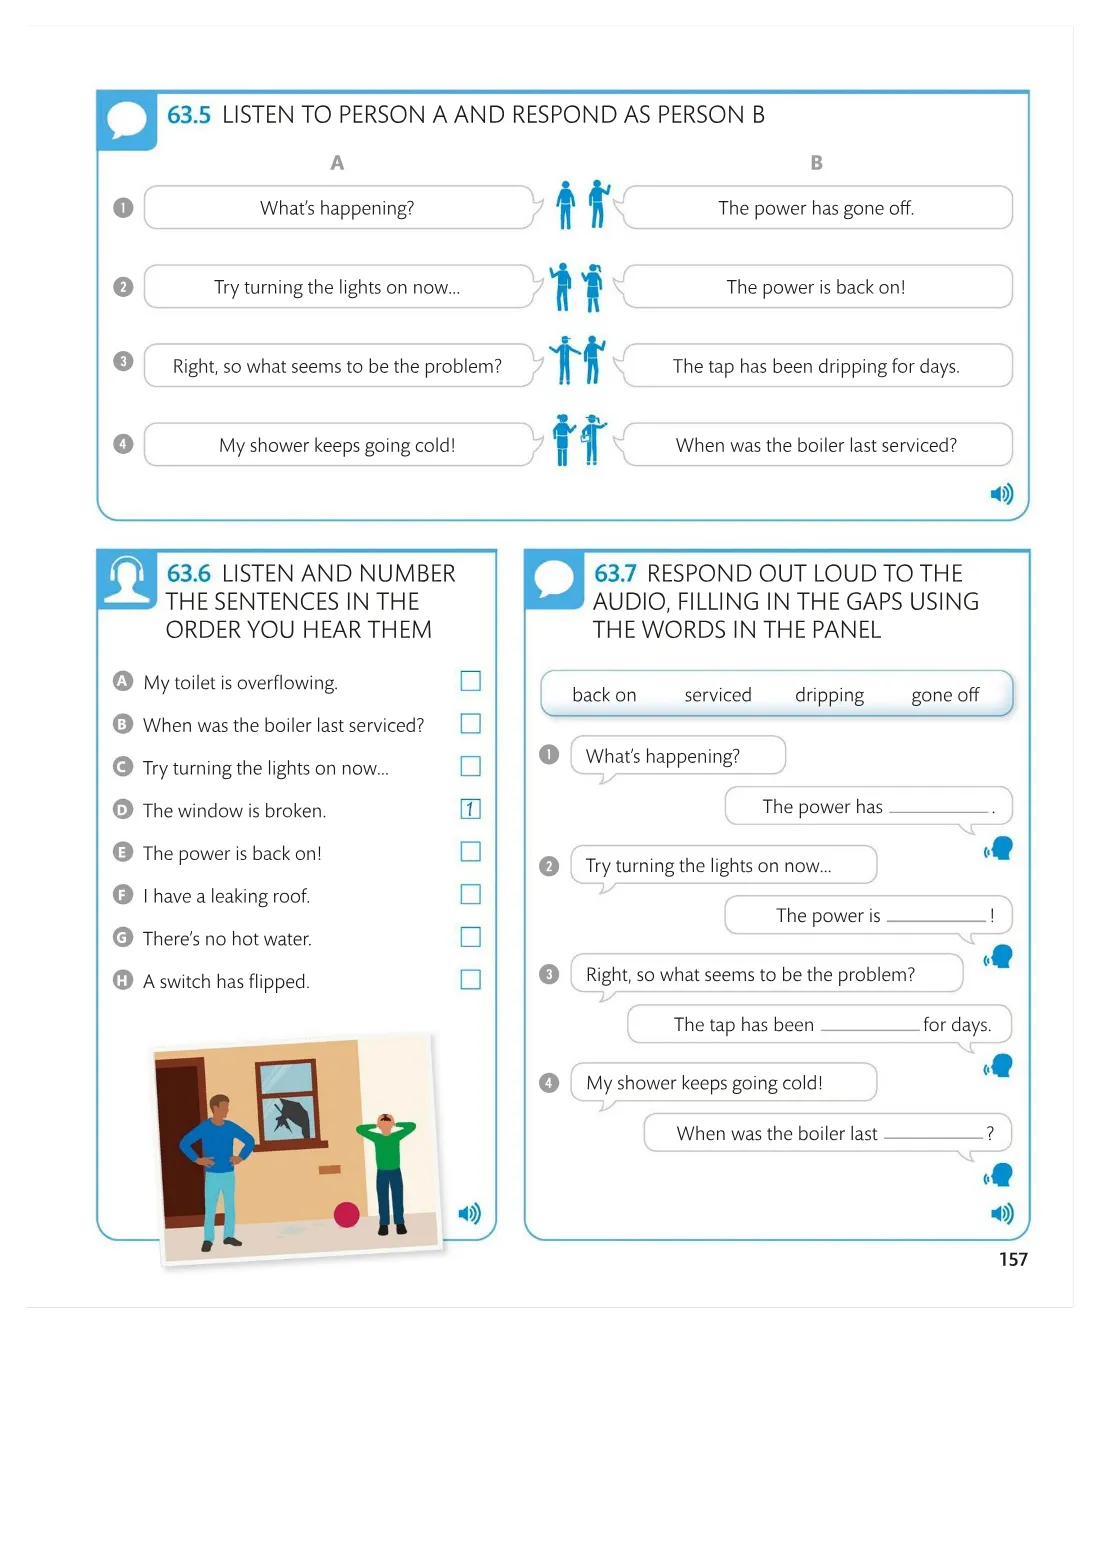 63.5 LISTEN TO PERSON A AND RESPOND AS PERSON B
A B
1 What's happening? The power has gone off.
2 Try turning the lights on now... The power is back on!
3 Right, so what seems to be the problem? The tap has been dripping for days.
4 My shower keeps going cold! When was the boiler last serviced?
63.6 LISTEN AND NUMBER
THE SENTENCES IN THE
ORDER YOU HEAR THEM
A My toilet is overflowing.
B When was the boiler last serviced?
C Try turning the lights on now...
D The window is broken. 1
E The power is back on!
F I have a leaking roof.
G There's no hot water.
H A switch has flipped.
63.7 RESPOND OUT LOUD TO THE
AUDIO, FILLING IN THE GAPS USING
THE WORDS IN THE PANEL
back on serviced dripping gone off
1 What's happening?
The power has __________ .
2 Try turning the lights on now...
The power is __________ !
3 Right, so what seems to be the problem?
The tap has been __________ for days.
4 My shower keeps going cold!
When was the boiler last __________ ?
157